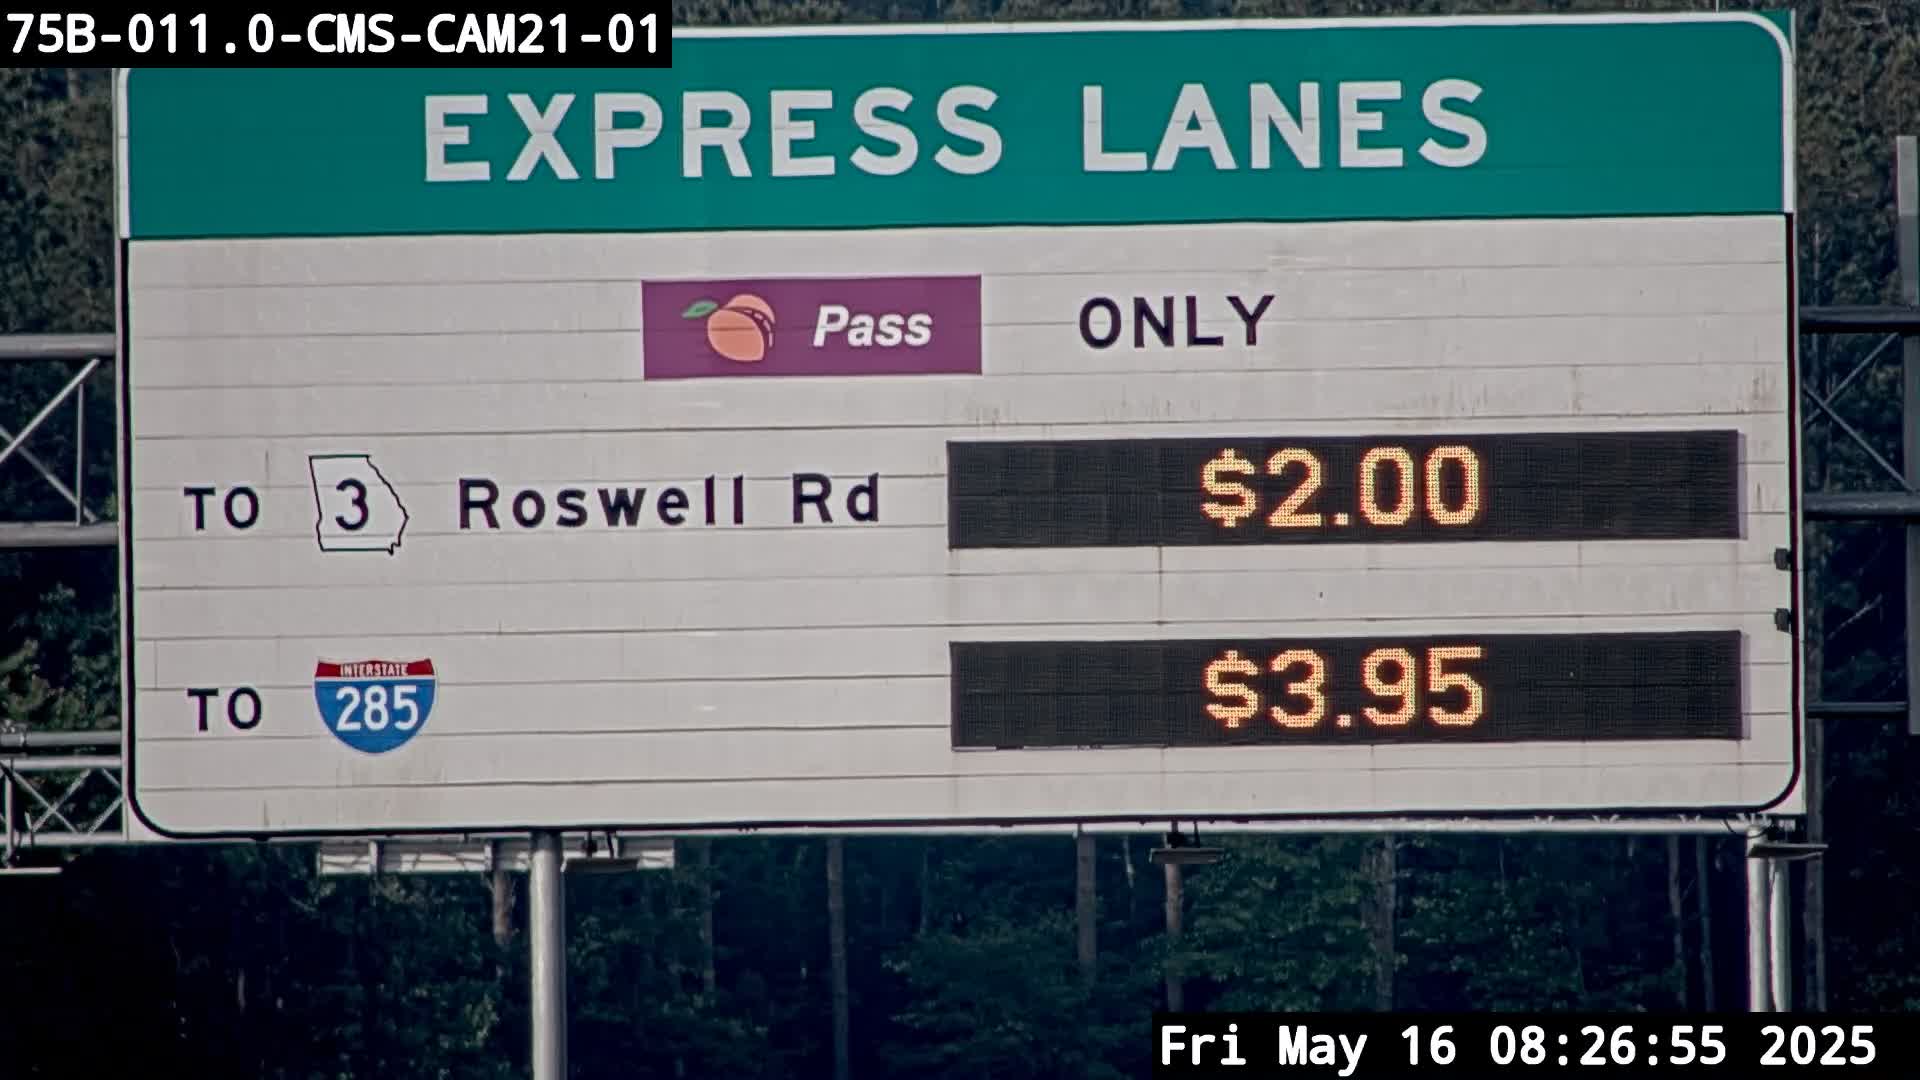 75B-011.0-CMS-CAM21-01
EXPRESS LANES
Pass ONLY
TO 3 Roswell Rd $2.00
TO INTERSTATE 285 $3.95
Fri May 16 08:26:55 2025